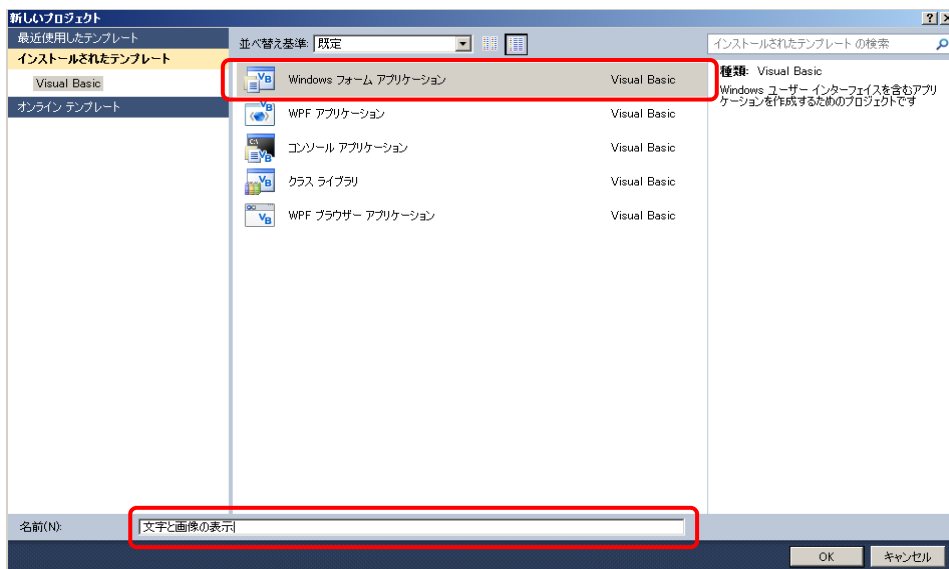 新しいプロジェクト
最近使用したテンプレート
インストールされたテンプレート
Visual Basic
オンライン テンプレート
並べ替え基準: 既定
Windows フォーム アプリケーション Visual Basic
WPF アプリケーション Visual Basic
コンソール アプリケーション Visual Basic
クラス ライブラリ Visual Basic
WPF ブラウザー アプリケーション Visual Basic
インストールされたテンプレート の検索
種類: Visual Basic
Windows ユーザー インターフェイスを含むアプリ
ケーションを作成するためのプロジェクトです
名前(N): 文字と画像の表示
OK キャンセル